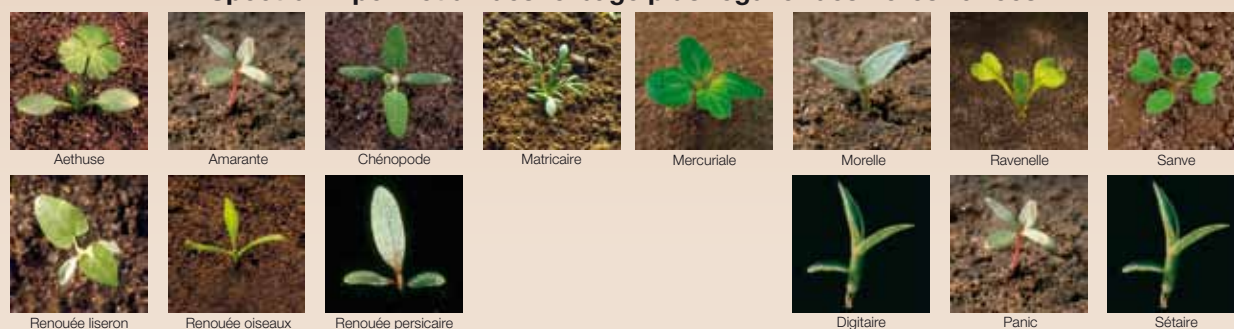 Aethuse
Amarante
Chénopode
Matricaire
Mercuriale
Morelle
Ravenelle
Sanve
Renouée liseron
Renouée oiseaux
Renouée persicaire
Digitaire
Panic
Sétaire